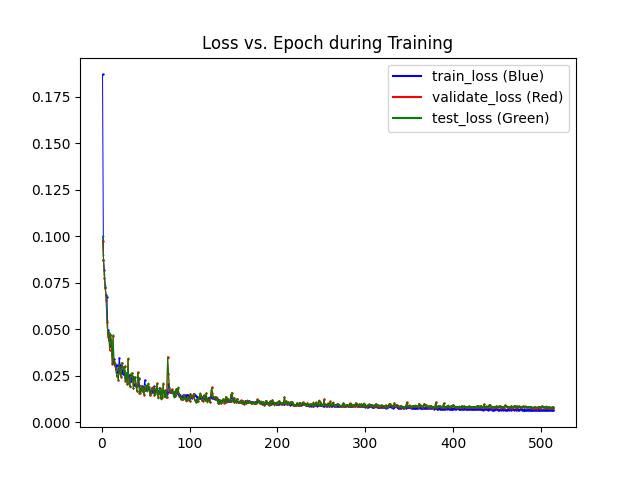 Loss vs. Epoch during Training
train_loss (Blue)
validate_loss (Red)
test_loss (Green)
0.175
0.150
0.125
0.100
0.075
0.050
0.025
0.000
0 100 200 300 400 500